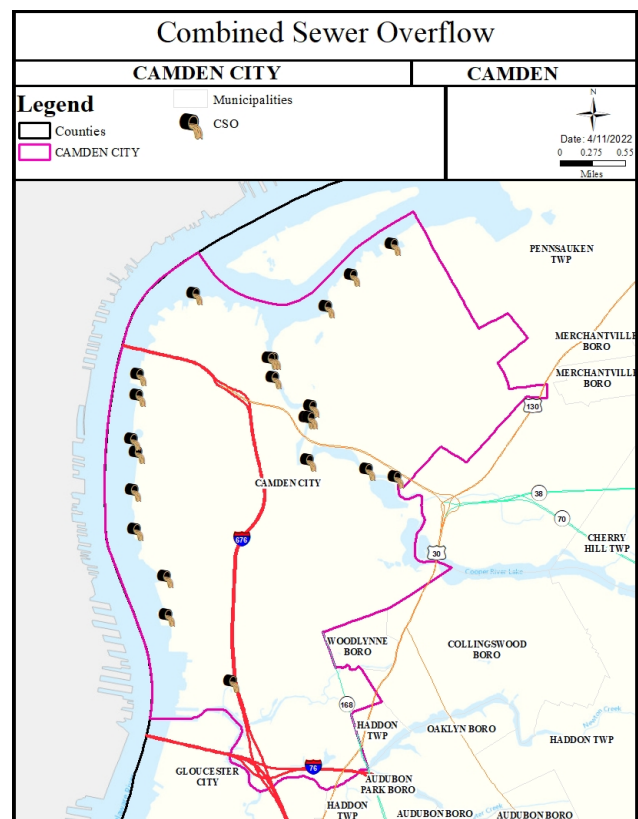 Combined Sewer Overflow
CAMDEN CITY
CAMDEN
Legend
Counties
CAMDEN CITY
Municipalities
CSO
N
Date: 4/11/2022
0 0.275 0.55
Miles
PENNSAUKEN
TWP
MERCHANTVILLE
BORO
MERCHANTVILLE
BORO
130
CAMDEN CITY
38
70
676
CHERRY
HILL TWP
30
Cooper River Lake
WOODLYNNE
BORO
COLLINGSWOOD
BORO
168
HADDON
TWP
OAKLYN BORO
Newton Creek
HADDON TWP
GLOUCESTER
CITY
76
AUDUBON
PARK BORO
HADDON
TWP
AUDUBON BORO
AUDUBON BORO